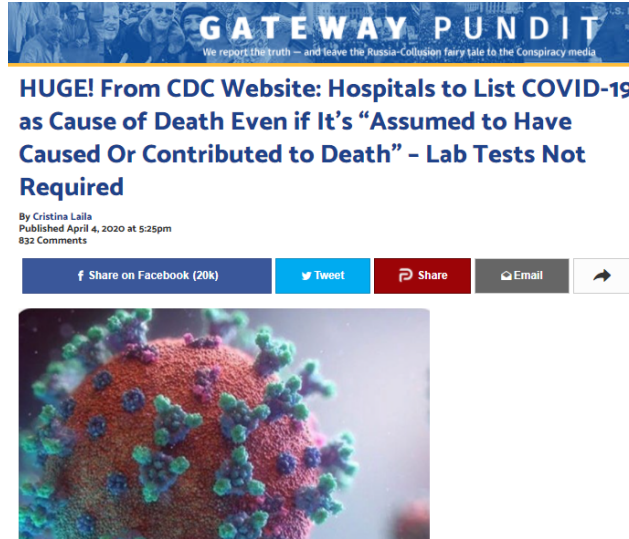 GATEWAY PUNDIT
We report the truth — and leave the Russia-Collusion fairy tale to the Conspiracy media
HUGE! From CDC Website: Hospitals to List COVID-19
as Cause of Death Even if It's “Assumed to Have
Caused Or Contributed to Death” – Lab Tests Not
Required
By Cristina Laila
Published April 4, 2020 at 5:25pm
832 Comments
f Share on Facebook (20k)
Tweet
Share
Email